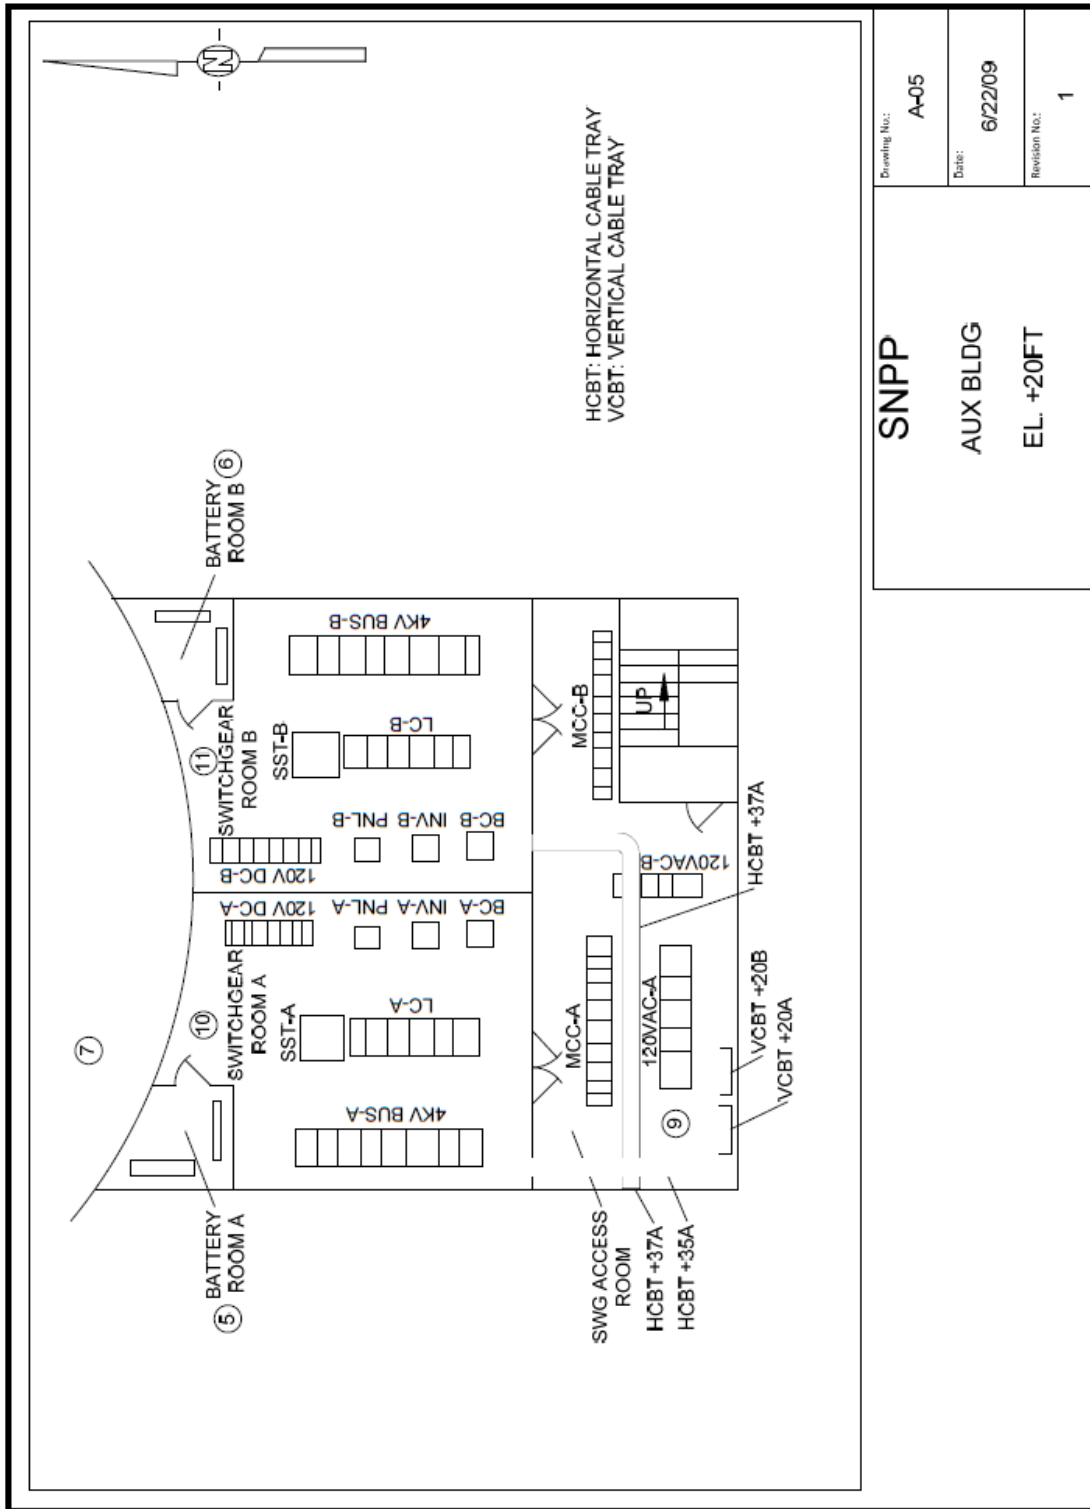 N
HCBT: HORIZONTAL CABLE TRAY
VCBT: VERTICAL CABLE TRAY
7
5
BATTERY
ROOM A
10
SWITCHGEAR
ROOM A
11
SWITCHGEAR
ROOM B
BATTERY
ROOM B
6
4KV BUS-A
SST-A
LC-A
120V DC-A
PNL-A
INV-A
BC-A
120V DC-B
PNL-B
INV-B
BC-B
SST-B
LC-B
4KV BUS-B
SWG ACCESS
ROOM
MCC-A
MCC-B
UP
HCBT +37A
HCBT +35A
9
120VAC-A
120VAC-B
VCBT +20A
VCBT +20B
HCBT +37A
SNPP
AUX BLDG
EL. +20FT
Drawing No.:
A-05
Date:
6/22/09
Revision No.:
1